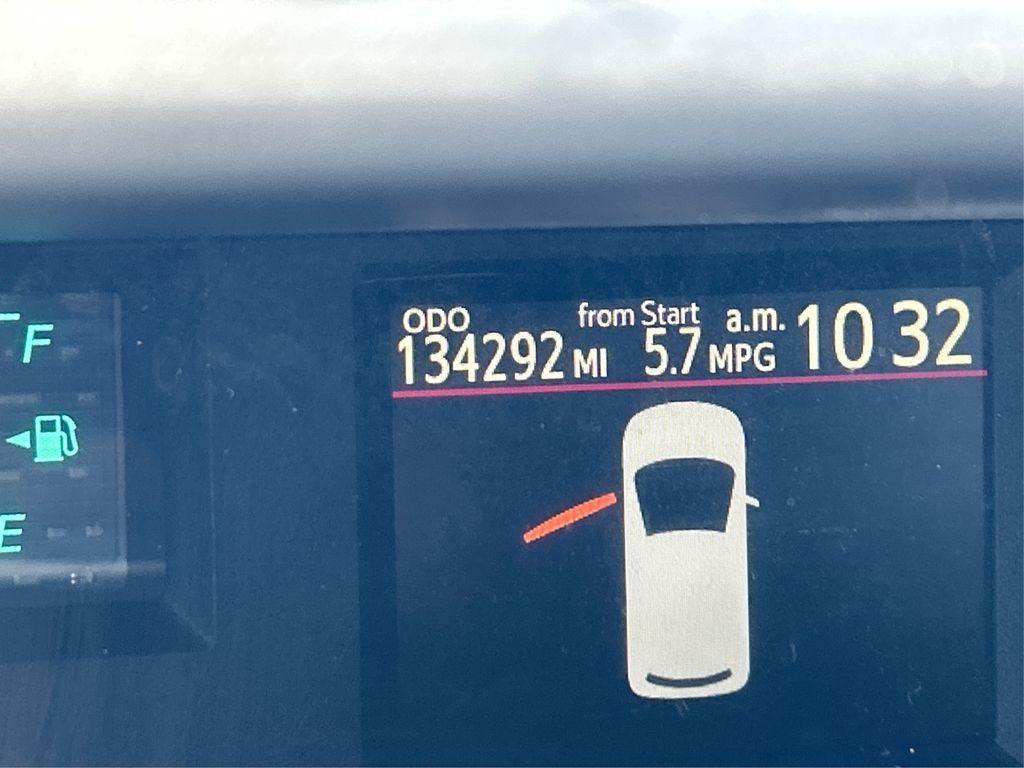 F
E
ODO from Start a.m. 10 32
134292 MI 5.7 MPG